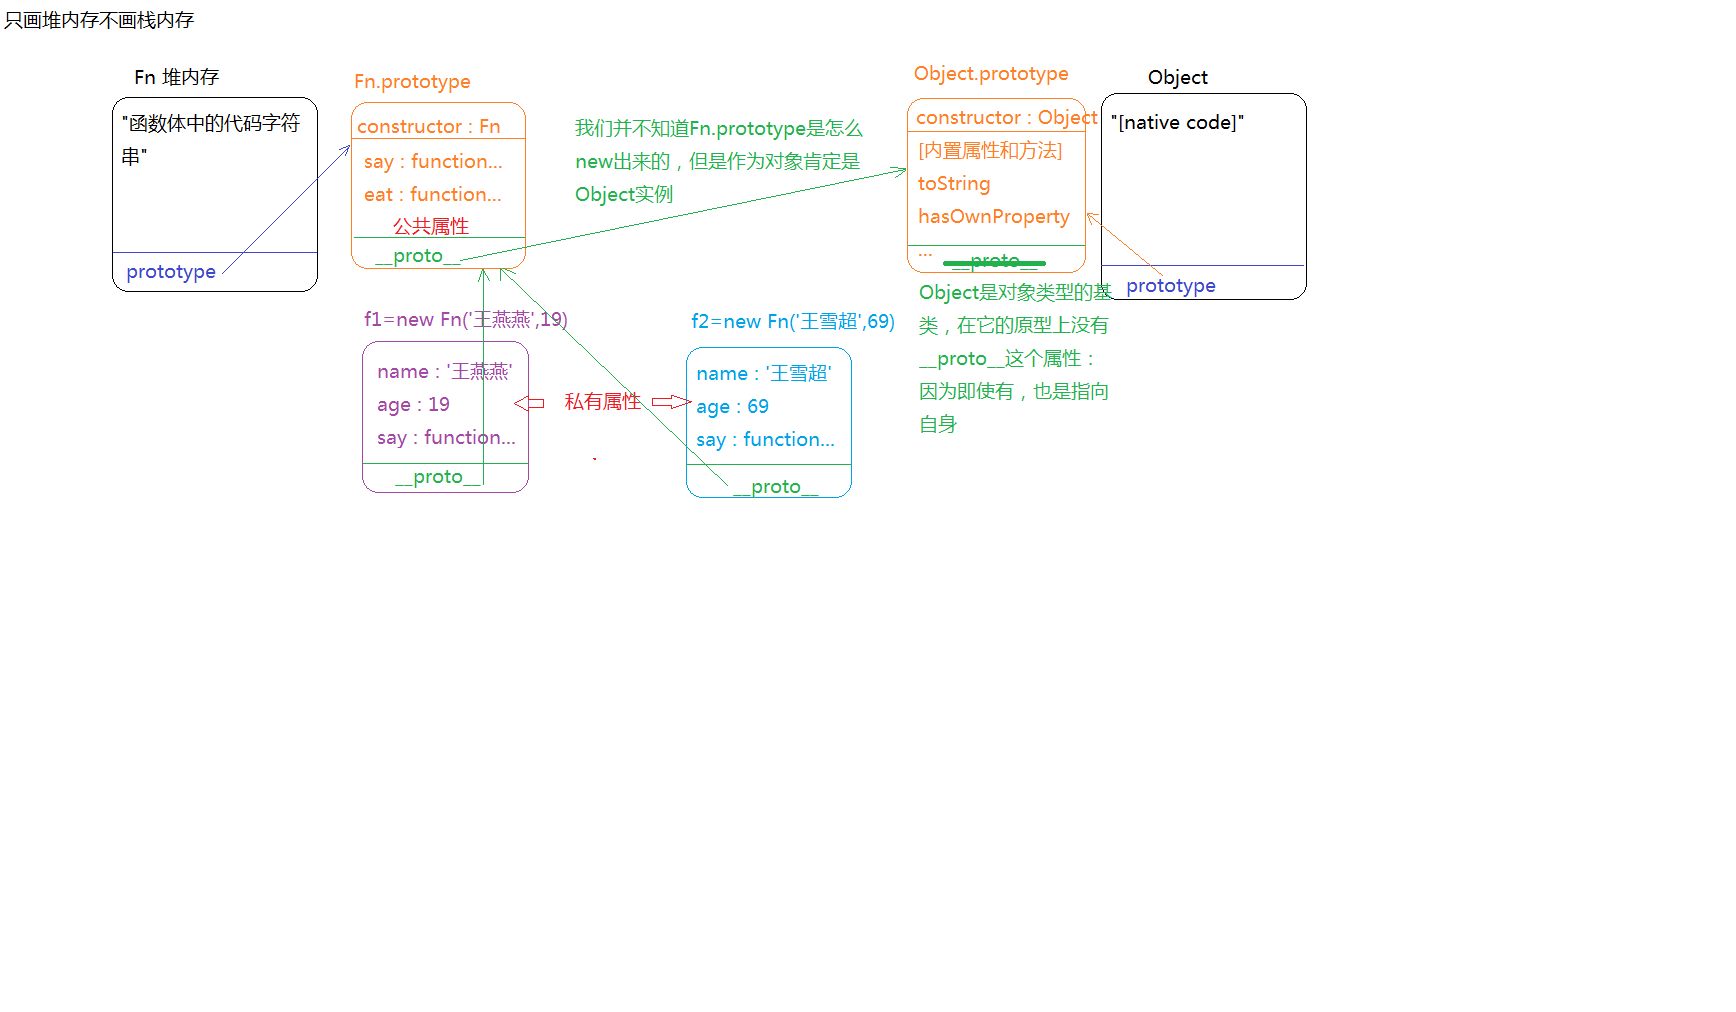 只画堆内存不画栈内存
Fn 堆内存
"函数体中的代码字符
串"
prototype
Fn.prototype
constructor : Fn
say : function...
eat : function...
公共属性
__proto__
我们并不知道Fn.prototype是怎么
new出来的，但是作为对象肯定是
Object实例
Object.prototype
constructor : Object
[内置属性和方法]
toString
hasOwnProperty
...
__proto__
Object
"[native code]"
prototype
Object是对象类型的基
类，在它的原型上没有
__proto__这个属性：
因为即使有，也是指向
自身
f1=new Fn('王燕燕',19)
name : '王燕燕'
age : 19
say : function...
__proto__
私有属性
f2=new Fn('王雪超',69)
name : '王雪超'
age : 69
say : function...
__proto__